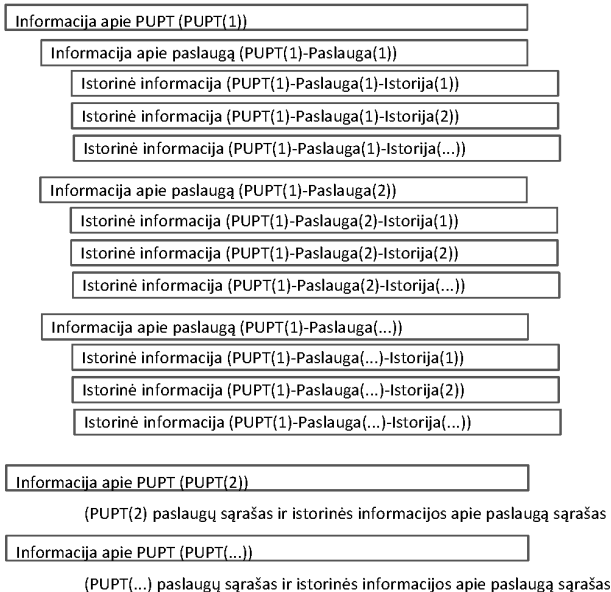 Informacija apie PUPT (PUPT(1))
Informacija apie paslaugą (PUPT(1)-Paslauga(1))
Istorinė informacija (PUPT(1)-Paslauga(1)-Istorija(1))
Istorinė informacija (PUPT(1)-Paslauga(1)-Istorija(2))
Istorinė informacija (PUPT(1)-Paslauga(1)-Istorija(...))
Informacija apie paslaugą (PUPT(1)-Paslauga(2))
Istorinė informacija (PUPT(1)-Paslauga(2)-Istorija(1))
Istorinė informacija (PUPT(1)-Paslauga(2)-Istorija(2))
Istorinė informacija (PUPT(1)-Paslauga(2)-Istorija(...))
Informacija apie paslaugą (PUPT(1)-Paslauga(...))
Istorinė informacija (PUPT(1)-Paslauga(...)-Istorija(1))
Istorinė informacija (PUPT(1)-Paslauga(...)-Istorija(2))
Istorinė informacija (PUPT(1)-Paslauga(...)-Istorija(...))
Informacija apie PUPT (PUPT(2))
(PUPT(2) paslaugų sąrašas ir istorinės informacijos apie paslaugą sąrašas
Informacija apie PUPT (PUPT(...))
(PUPT(...) paslaugų sąrašas ir istorinės informacijos apie paslaugą sąrašas